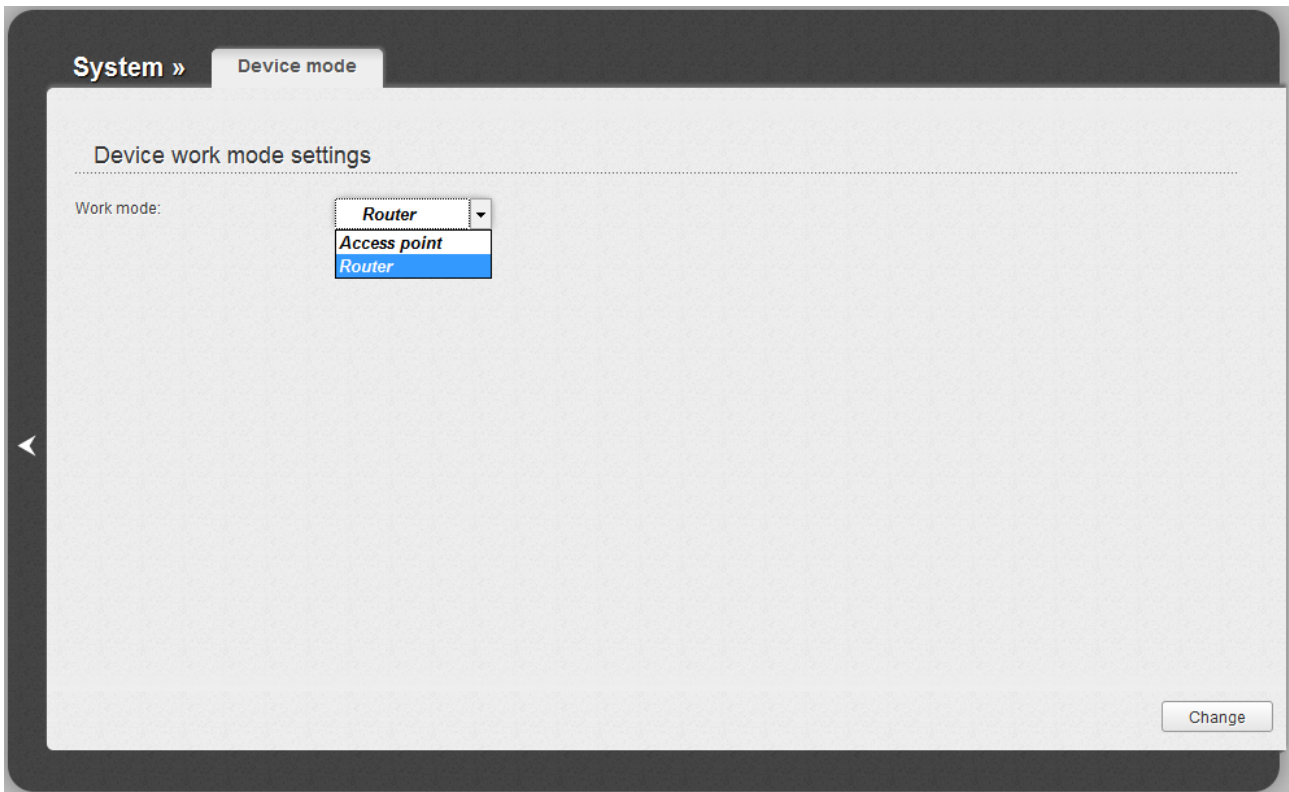 System »
Device mode
Device work mode settings
Work mode:
Router
Access point
Router
Change